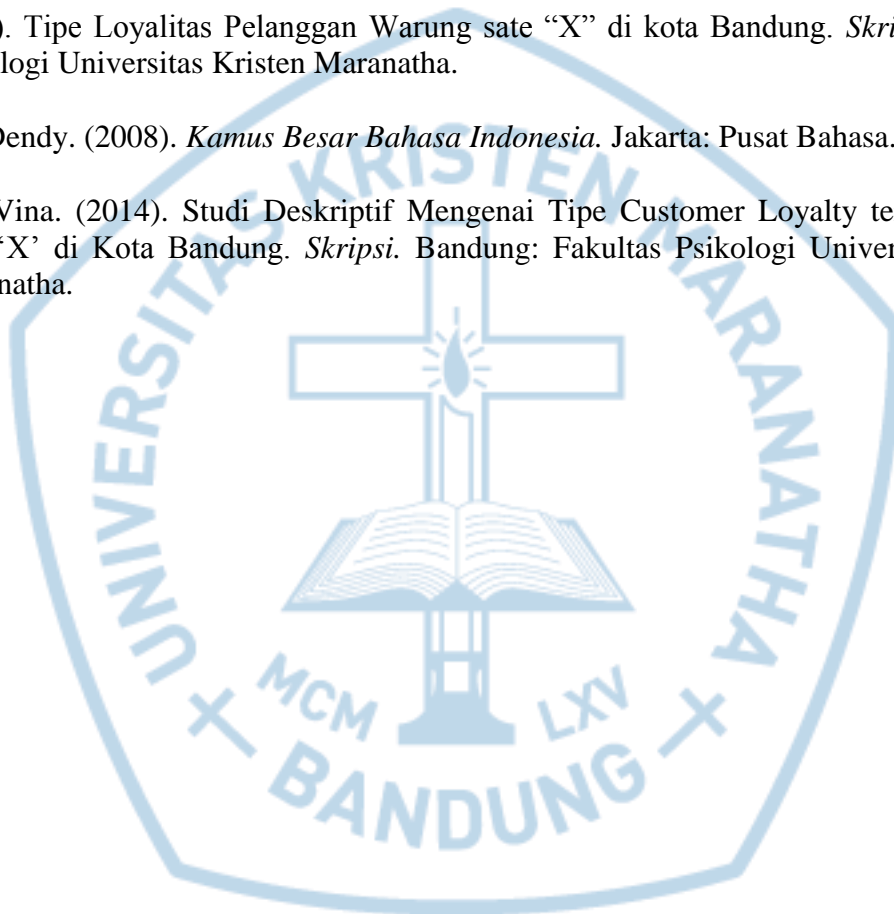 ). Tipe Loyalitas Pelanggan Warung sate “X” di kota Bandung. Skri
logi Universitas Kristen Maranatha.
Dendy. (2008). Kamus Besar Bahasa Indonesia. Jakarta: Pusat Bahasa.
Vina. (2014). Studi Deskriptif Mengenai Tipe Customer Loyalty te
‘X’ di Kota Bandung. Skripsi. Bandung: Fakultas Psikologi Univer
natha.
UNIVERSITAS KRISTEN MARANATHA
MCM LXV
BANDUNG